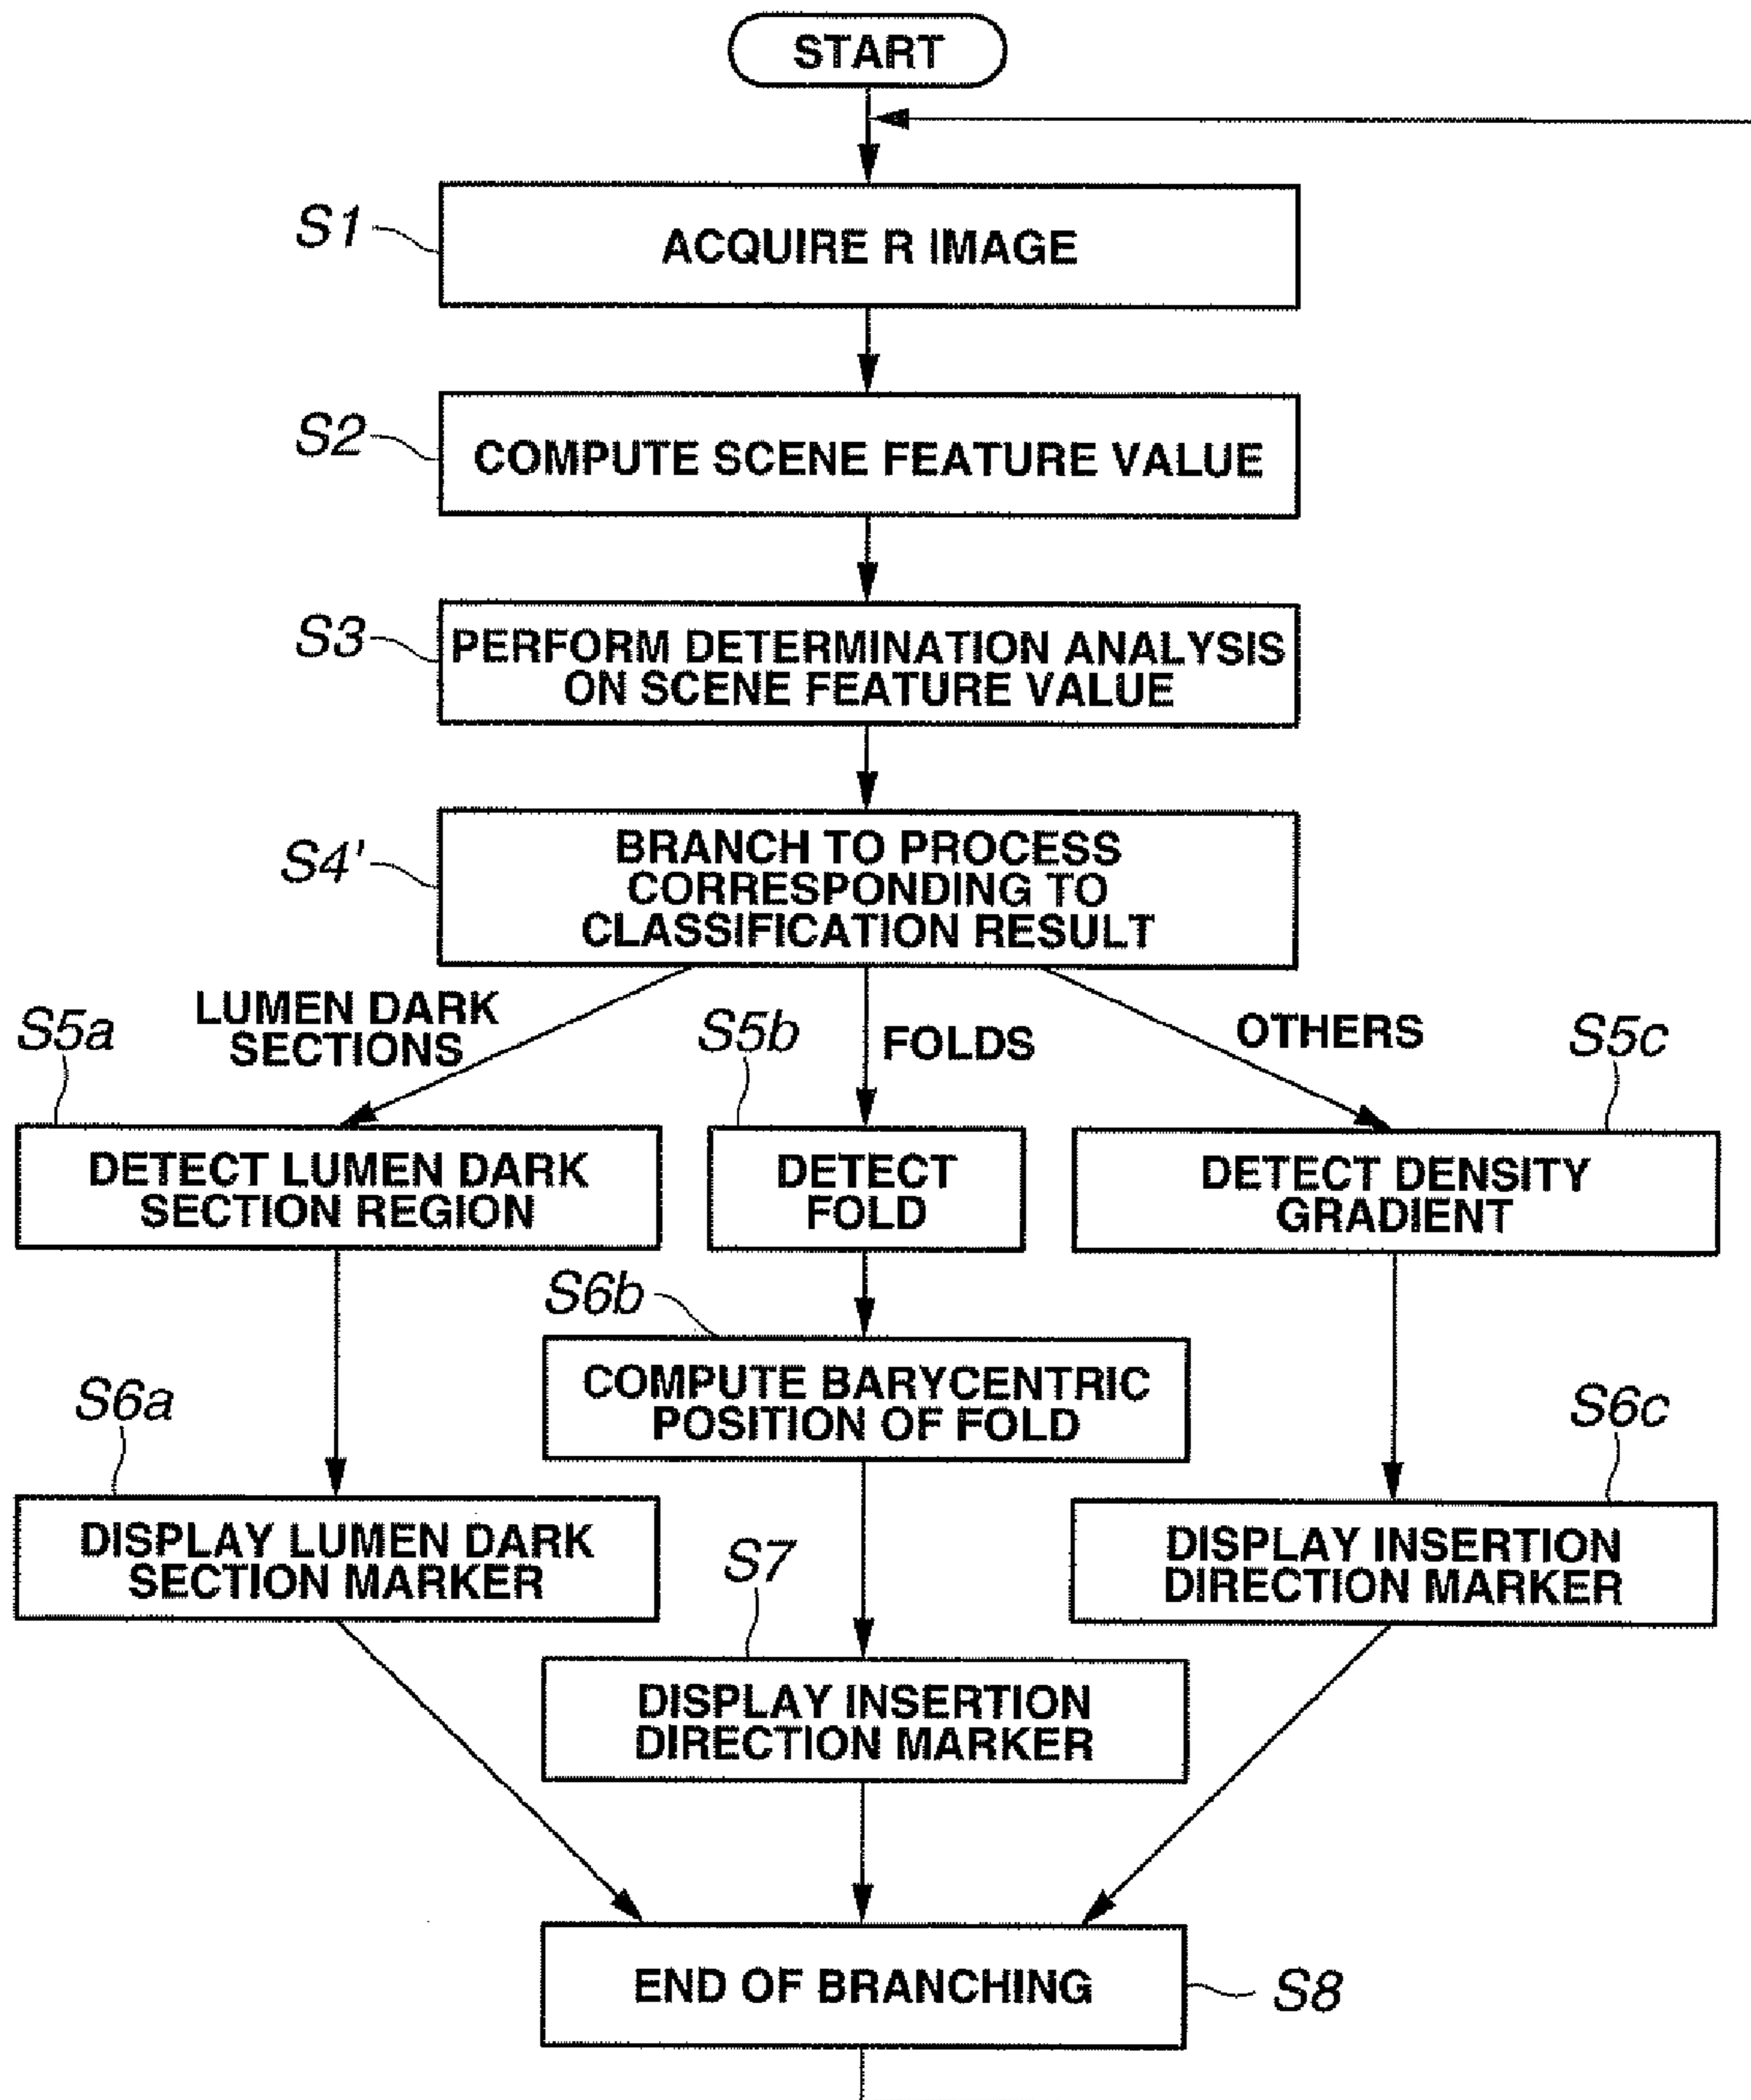 START
S1
ACQUIRE R IMAGE
S2
COMPUTE SCENE FEATURE VALUE
S3
PERFORM DETERMINATION ANALYSIS
ON SCENE FEATURE VALUE
S4'
BRANCH TO PROCESS
CORRESPONDING TO
CLASSIFICATION RESULT
LUMEN DARK
SECTIONS
FOLDS
OTHERS
S5a
DETECT LUMEN DARK
SECTION REGION
S5b
DETECT
FOLD
S5c
DETECT DENSITY
GRADIENT
S6b
COMPUTE BARYCENTRIC
POSITION OF FOLD
S6a
DISPLAY LUMEN DARK
SECTION MARKER
S6c
DISPLAY INSERTION
DIRECTION MARKER
S7
DISPLAY INSERTION
DIRECTION MARKER
END OF BRANCHING
S8